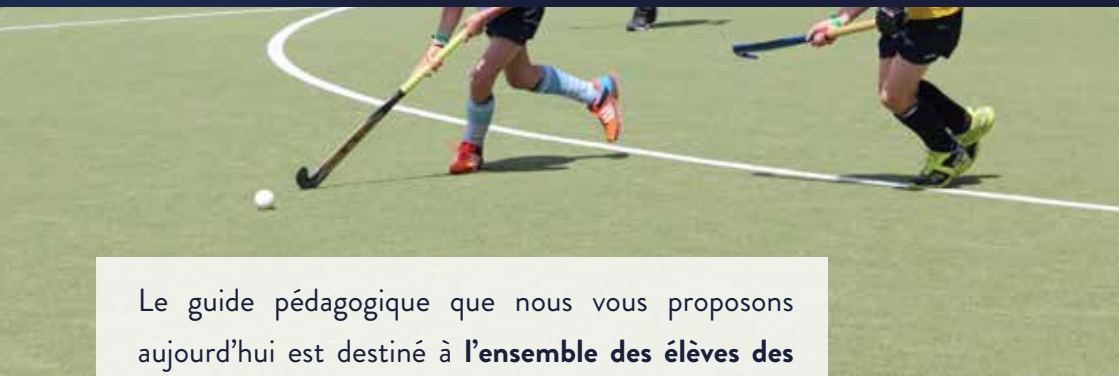 Le guide pédagogique que nous vous proposons
aujourd'hui est destiné à l'ensemble des élèves des